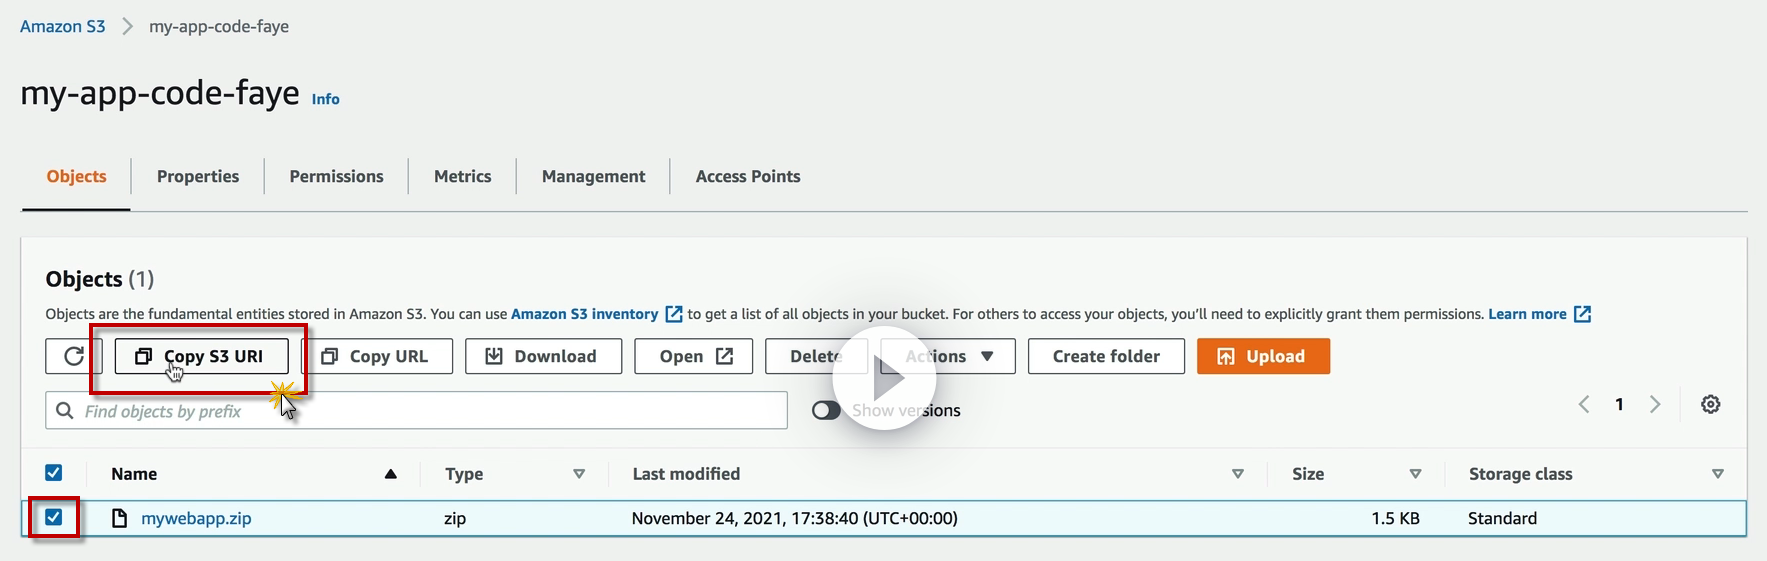 Amazon S3 > my-app-code-faye
my-app-code-faye Info
Objects Properties Permissions Metrics Management Access Points
Objects (1)
Objects are the fundamental entities stored in Amazon S3. You can use Amazon S3 inventory to get a list of all objects in your bucket. For others to access your objects, you'll need to explicitly grant them permissions. Learn more
Copy S3 URI Copy URL Download Open Delete Actions Create folder Upload
Find objects by prefix Show versions 1
Name Type Last modified Size Storage class
mywebapp.zip zip November 24, 2021, 17:38:40 (UTC+00:00) 1.5 KB Standard